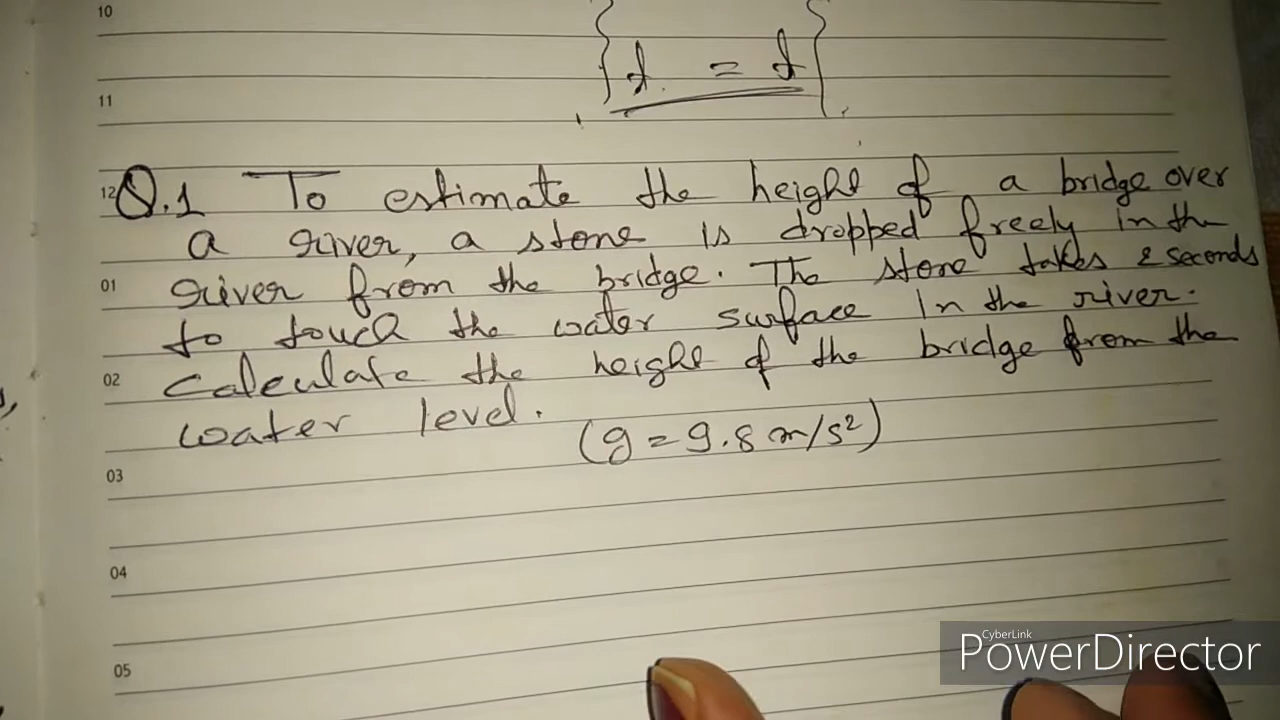 10
{ t = t }
11
12 Q.1 To estimate the height of a bridge over
a river, a stone is dropped freely in the
01 river from the bridge. The stone takes 2 seconds
to touch the water surface in the river.
02 Calculate the height of the bridge from the
water level.
(g = 9.8 m/s²)
03
04
05
CyberLink
PowerDirector